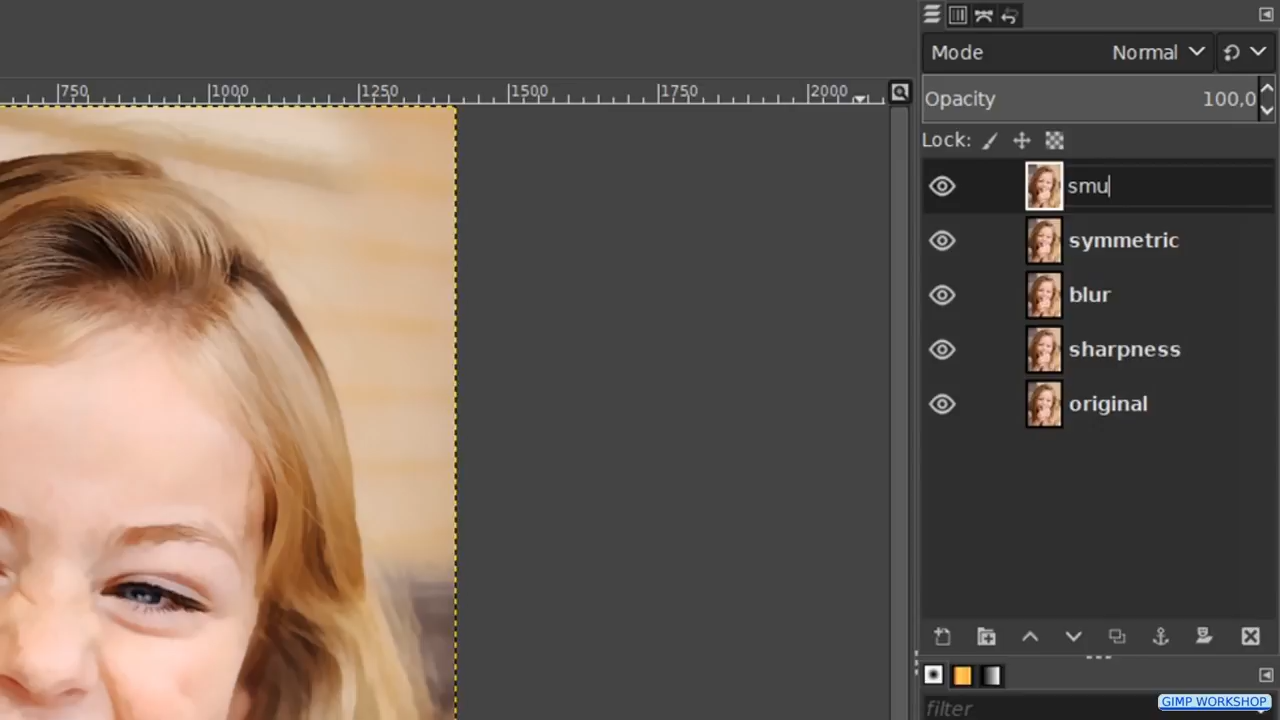 Mode
Normal
750
1000
1250
1500
1750
2000
Opacity
100,0
Lock:
smu
symmetric
blur
sharpness
original
filter
GIMP WORKSHOP